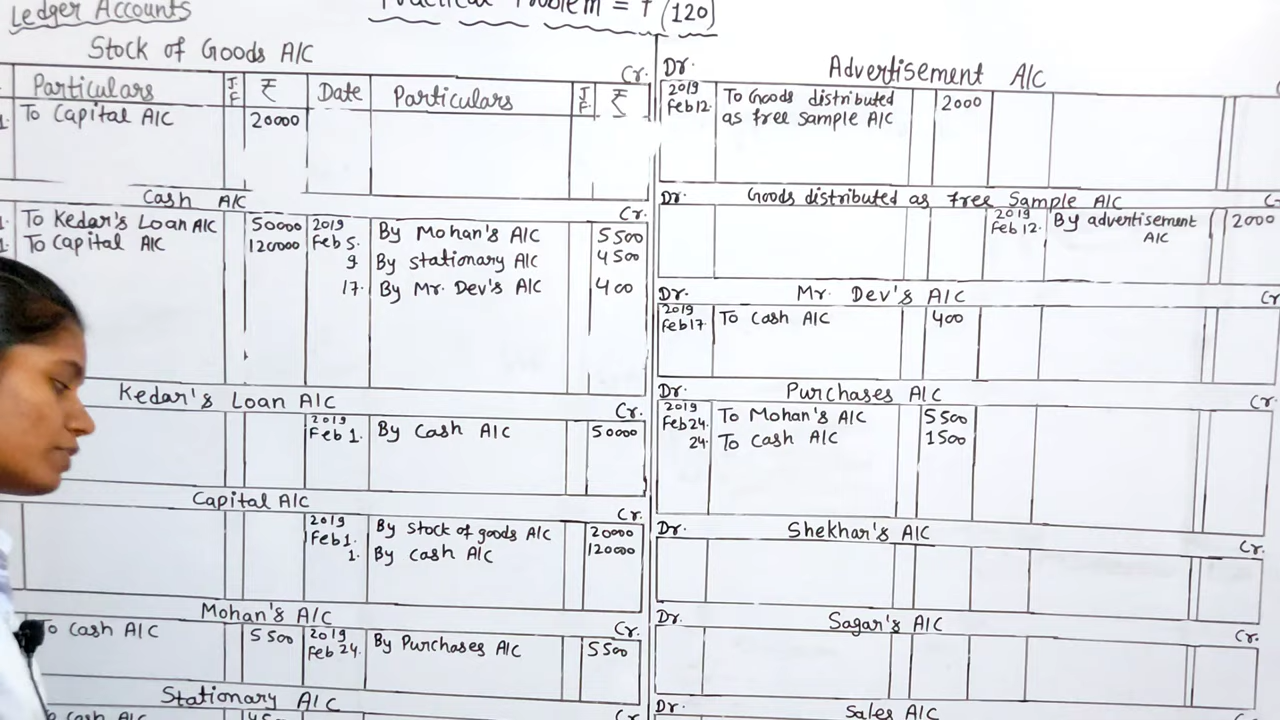 Ledger Accounts
Practical Problem = 7 (120)
Stock of Goods A/C
Cr.
Particulars J.F. ₹ Date Particulars J.F. ₹
1. To Capital A/C 20000
Cash A/C
Cr.
1. To Kedar's Loan A/C 50000 2019 Feb 5. By Mohan's A/C 5500
1. To Capital A/C 120000 9 By Stationary A/C 4500
17. By Mr. Dev's A/C 400
Kedar's Loan A/C
Cr.
2019
Feb 1. By Cash A/C 50000
Capital A/C
Cr.
2019
Feb 1. By Stock of goods A/C 20000
1. By Cash A/C 120000
Mohan's A/C
Cr.
To Cash A/C 5500 2019
Feb 24. By Purchases A/C 5500
Stationary A/C
Cr
Cash A/C
Dr. Advertisement A/C
2019
Feb 12. To Goods distributed 2000
as free sample A/C
Dr. Goods distributed as free Sample A/C
2019
Feb 12. By advertisement 2000
A/C
Dr. Mr. Dev's A/C Cr
2019
Feb 17. To Cash A/C 400
Dr. Purchases A/C Cr.
2019
Feb 24. To Mohan's A/C 5500
24. To Cash A/C 1500
Dr. Shekhar's A/C Cr.
Dr. Sagar's A/C Cr.
Dr. Sales A/C Cr.